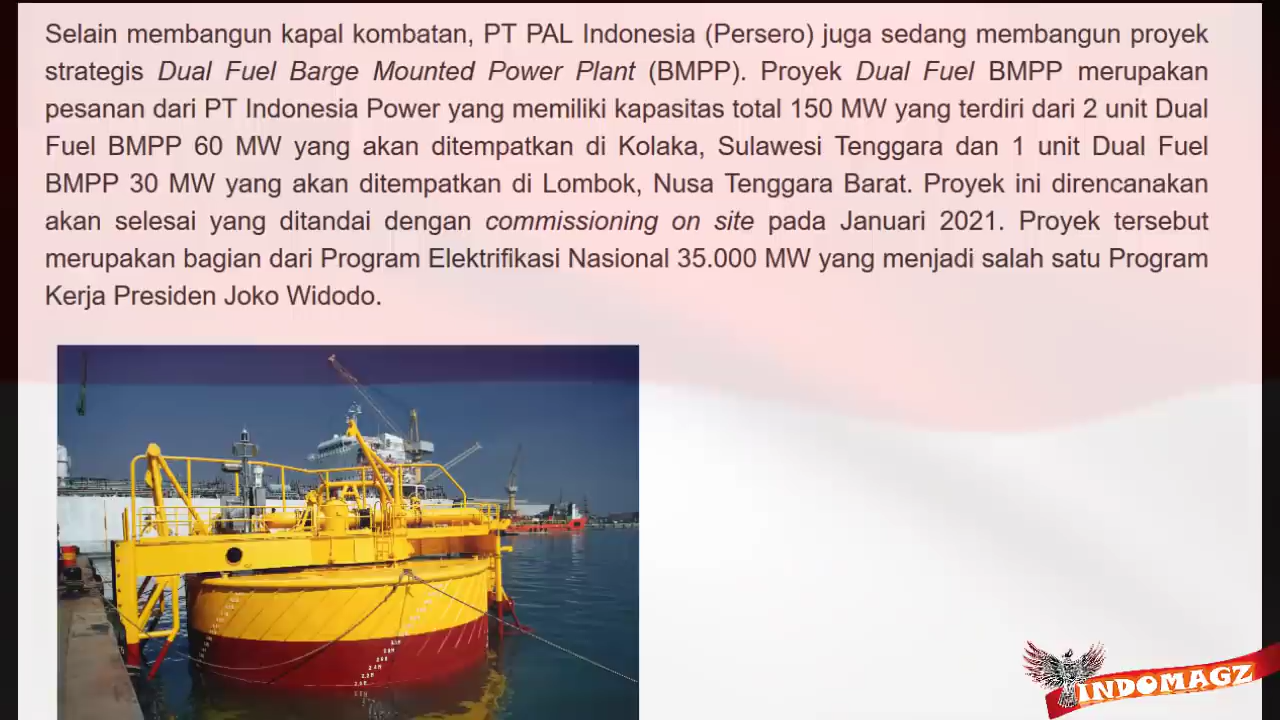 Selain membangun kapal kombatan, PT PAL Indonesia (Persero) juga sedang membangun proyek
strategis Dual Fuel Barge Mounted Power Plant (BMPP). Proyek Dual Fuel BMPP merupakan
pesanan dari PT Indonesia Power yang memiliki kapasitas total 150 MW yang terdiri dari 2 unit Dual
Fuel BMPP 60 MW yang akan ditempatkan di Kolaka, Sulawesi Tenggara dan 1 unit Dual Fuel
BMPP 30 MW yang akan ditempatkan di Lombok, Nusa Tenggara Barat. Proyek ini direncanakan
akan selesai yang ditandai dengan commissioning on site pada Januari 2021. Proyek tersebut
merupakan bagian dari Program Elektrifikasi Nasional 35.000 MW yang menjadi salah satu Program
Kerja Presiden Joko Widodo.
INDOMAGZ